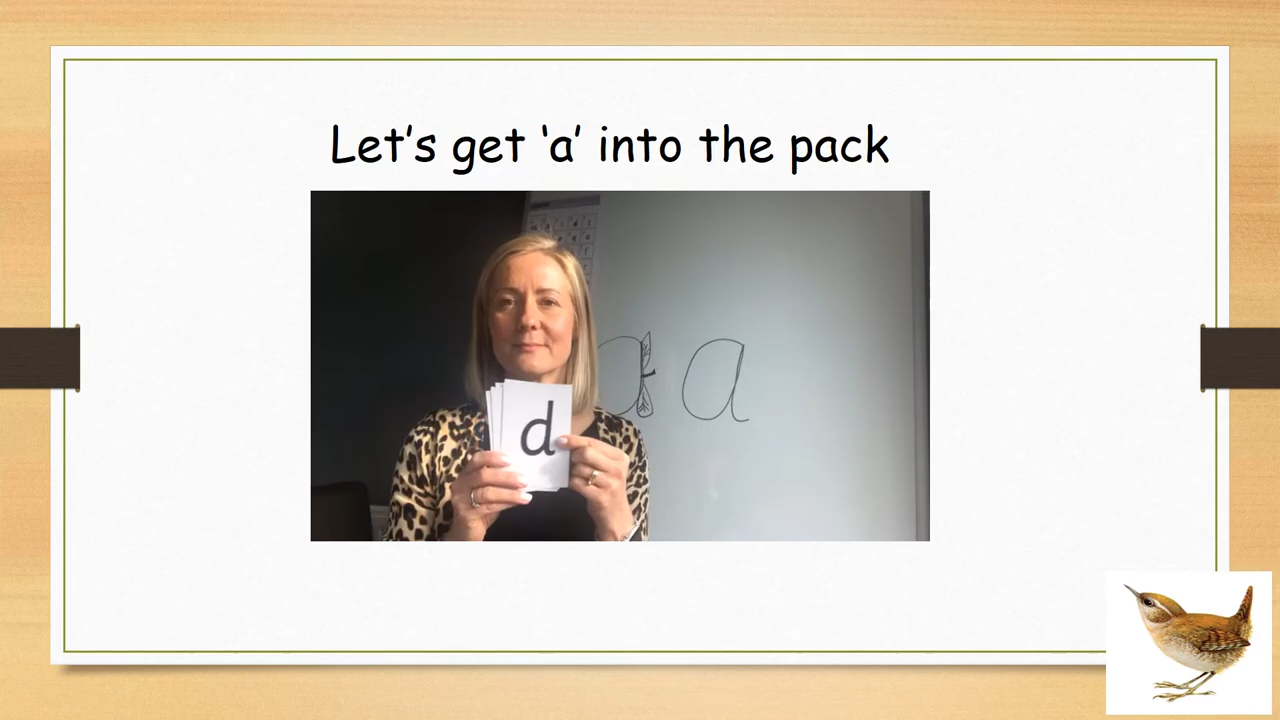 Let's get 'a' into the pack
d
a a